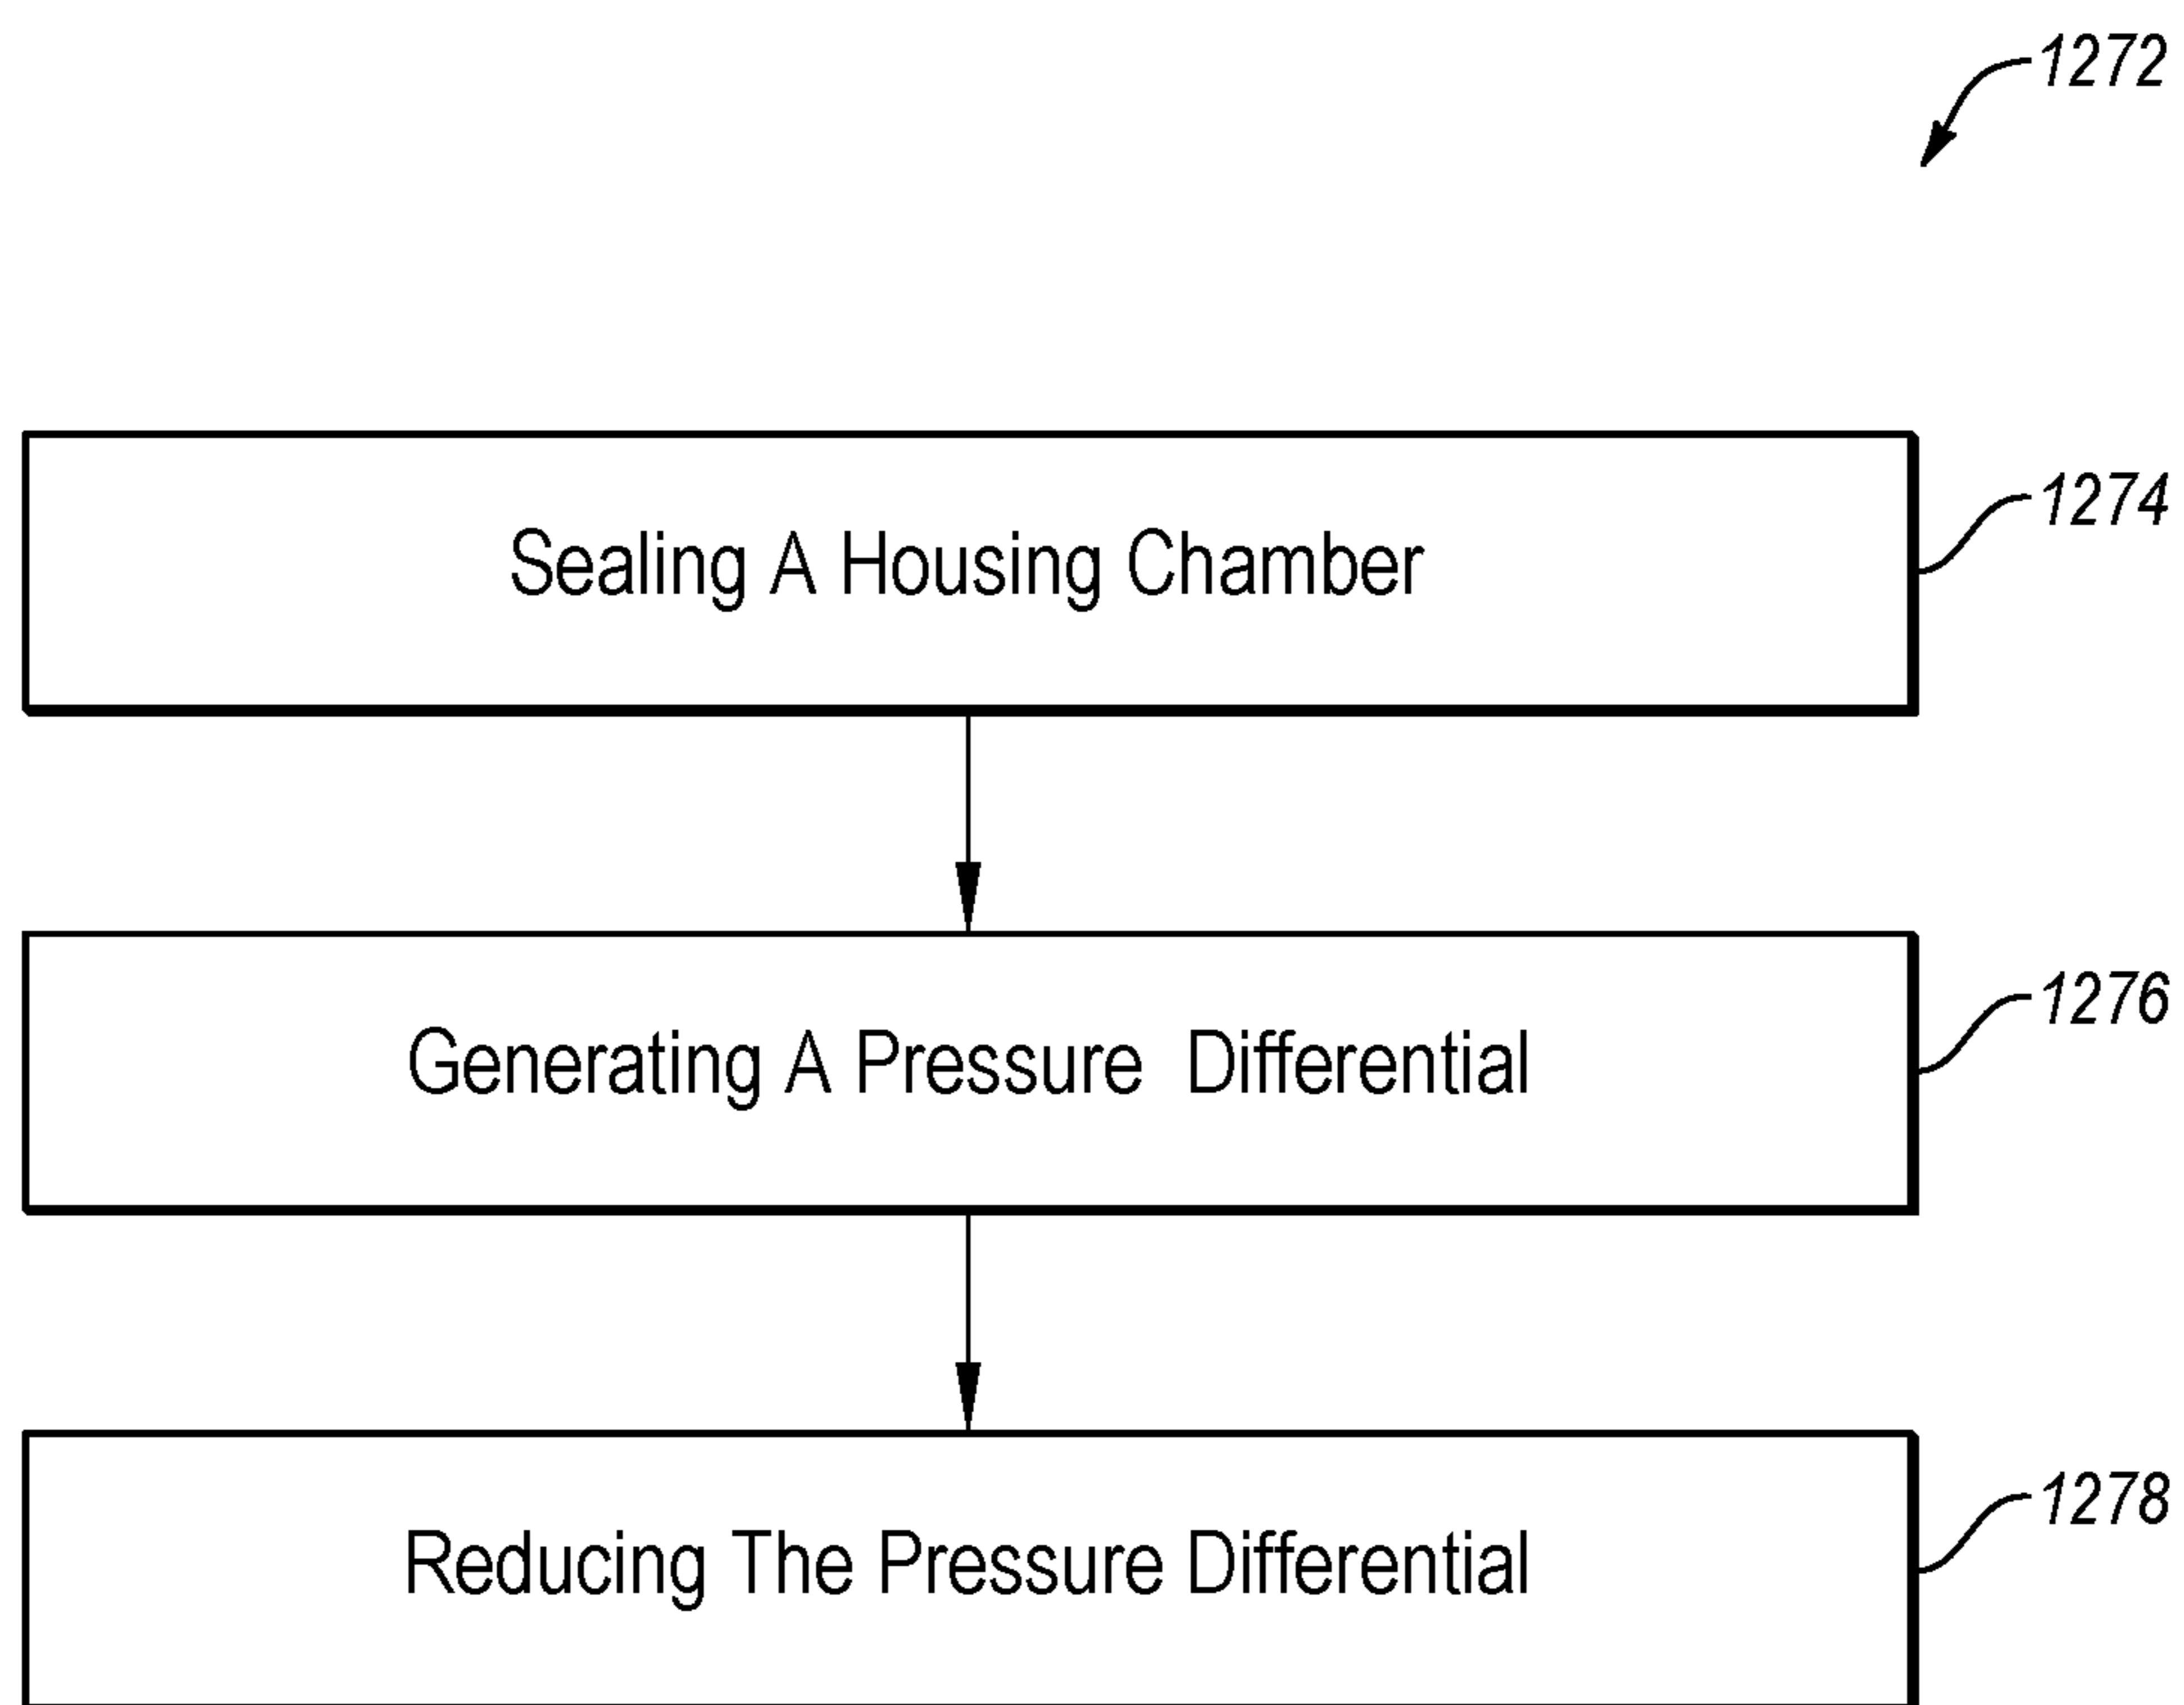 1272
Sealing A Housing Chamber
1274
Generating A Pressure Differential
1276
Reducing The Pressure Differential
1278